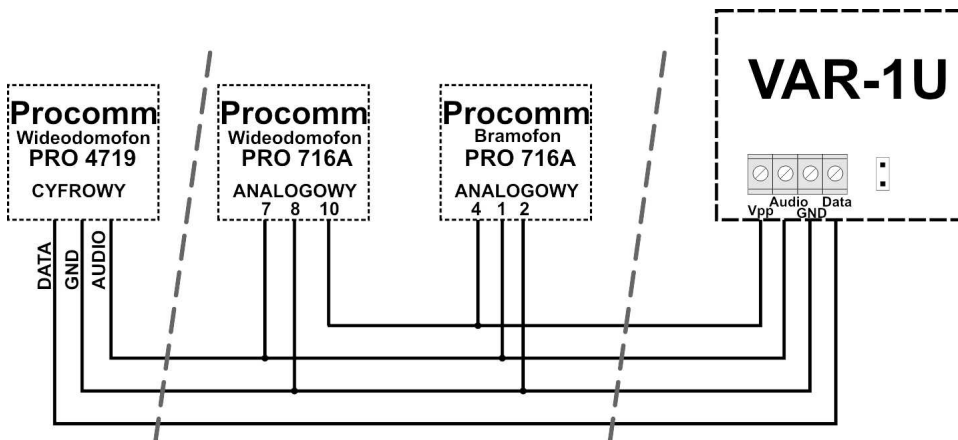 Procomm
Wideodomofon
PRO 4719
CYFROWY
DATA
GND
AUDIO
Procomm
Wideodomofon
PRO 716A
ANALOGOWY
7 8 10
Procomm
Bramofon
PRO 716A
ANALOGOWY
4 1 2
VAR-1U
Vpp Audio GND Data